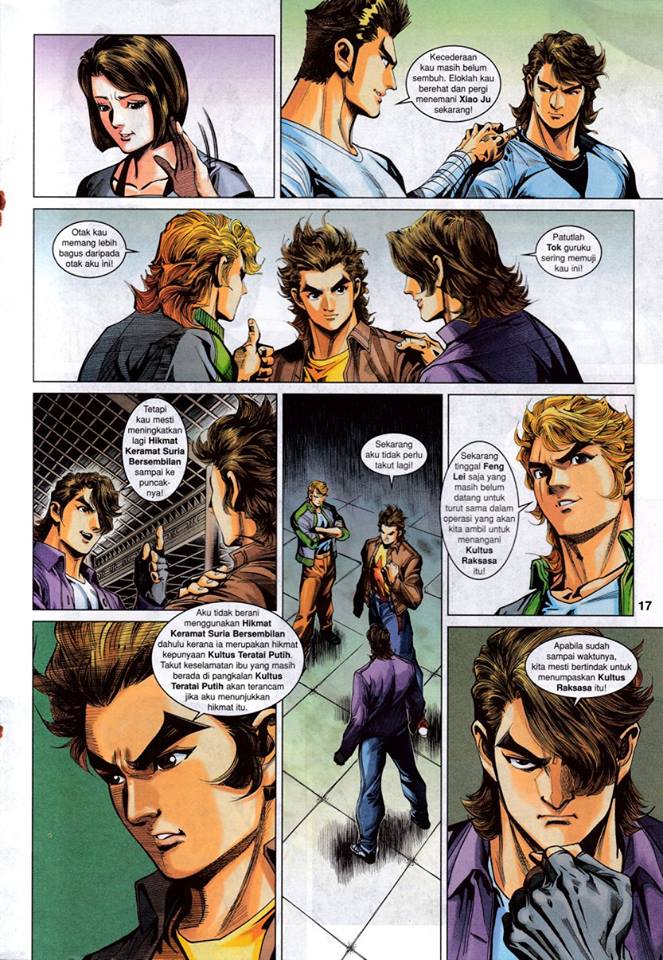 Kecederaan
kau masih belum
sembuh. Eloklah kau
berehat dan pergi
menemani Xiao Ju
sekarang!
Otak kau
memang lebih
bagus daripada
otak aku ini!
Patutlah
Tok guruku
sering memuji
kau ini!
Tetapi
kau mesti
meningkatkan
lagi Hikmat
Keramat Suria
Bersembilan
sampai ke
puncak-
nya!
Sekarang
aku tidak perlu
takut lagi!
Sekarang
tinggal Feng
Lei saja yang
masih belum
datang untuk
turut sama dalam
operasi yang akan
kita ambil untuk
menangani
Kultus
Raksasa
itu!
17
Aku tidak berani
menggunakan Hikmat
Keramat Suria Bersembilan
dahulu kerana ia merupakan hikmat
kepunyaan Kultus Teratai Putih.
Takut keselamatan ibu yang masih
berada di pangkalan Kultus
Teratai Putih akan terancam
jika aku menunjukkan
hikmat itu.
Apabila sudah
sampai waktunya,
kita mesti bertindak untuk
menumpaskan Kultus
Raksasa itu!